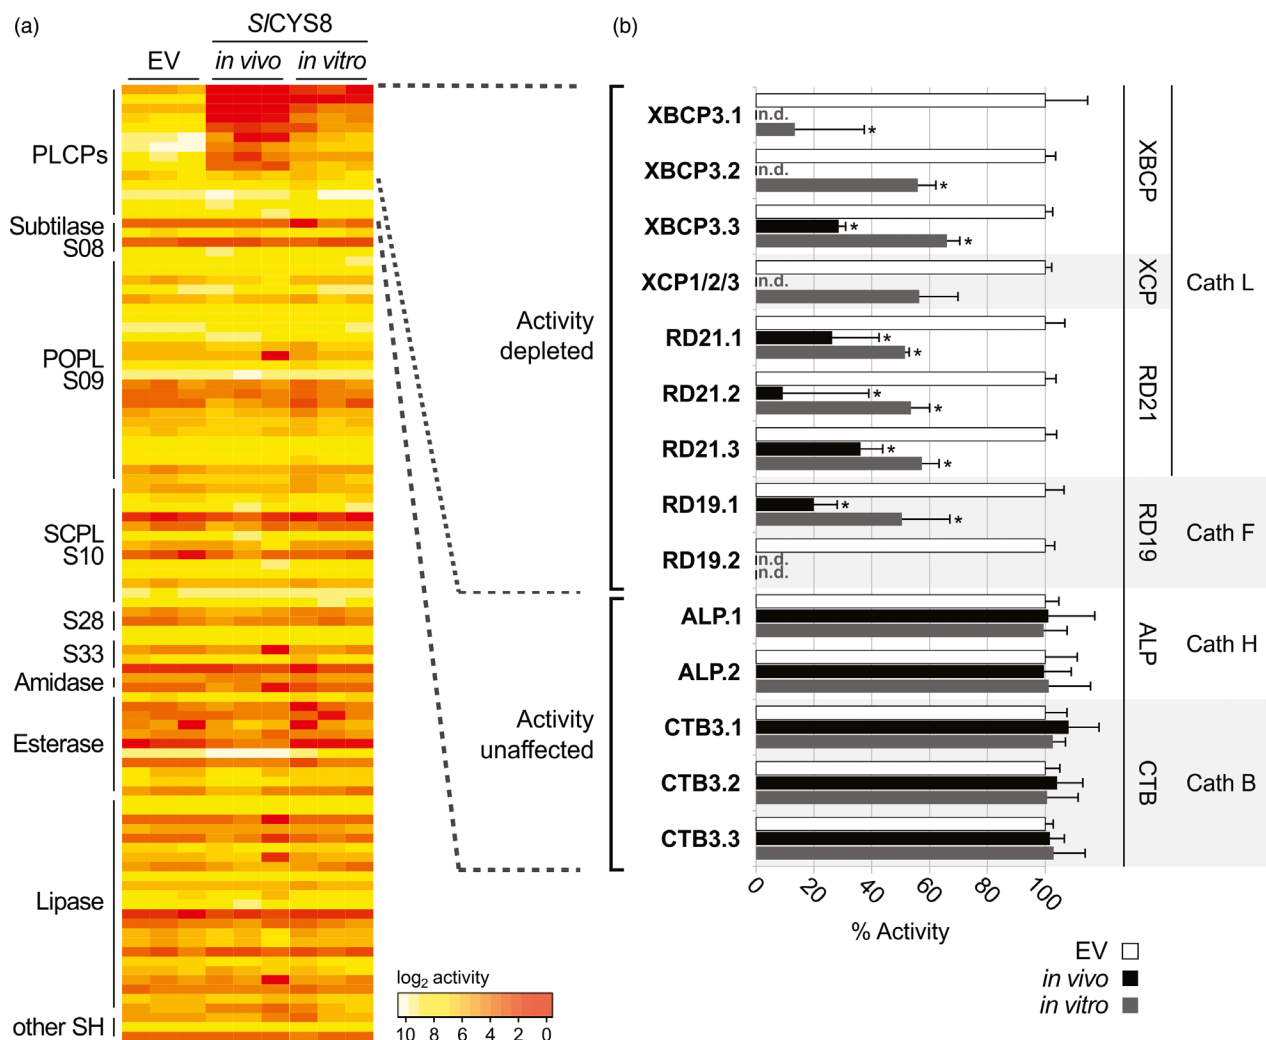 (a)
SlCYS8
EV
in vivo
in vitro
PLCPs
Subtilase
S08
POPL
S09
SCPL
S10
S28
S33
Amidase
Esterase
Lipase
other SH
log2 activity
10 8 6 4 2 0
Activity
depleted
Activity
unaffected
(b)
XBCP3.1
n.d.
*
XBCP3.2
n.d.
*
XBCP3.3
*
*
XCP1/2/3
n.d.
RD21.1
*
*
RD21.2
*
*
RD21.3
*
*
RD19.1
*
*
RD19.2
n.d.
n.d.
ALP.1
ALP.2
CTB3.1
CTB3.2
CTB3.3
0 20 40 60 80 100
% Activity
XBCP
XCP
RD21
RD19
ALP
CTB
Cath L
Cath F
Cath H
Cath B
EV
in vivo
in vitro